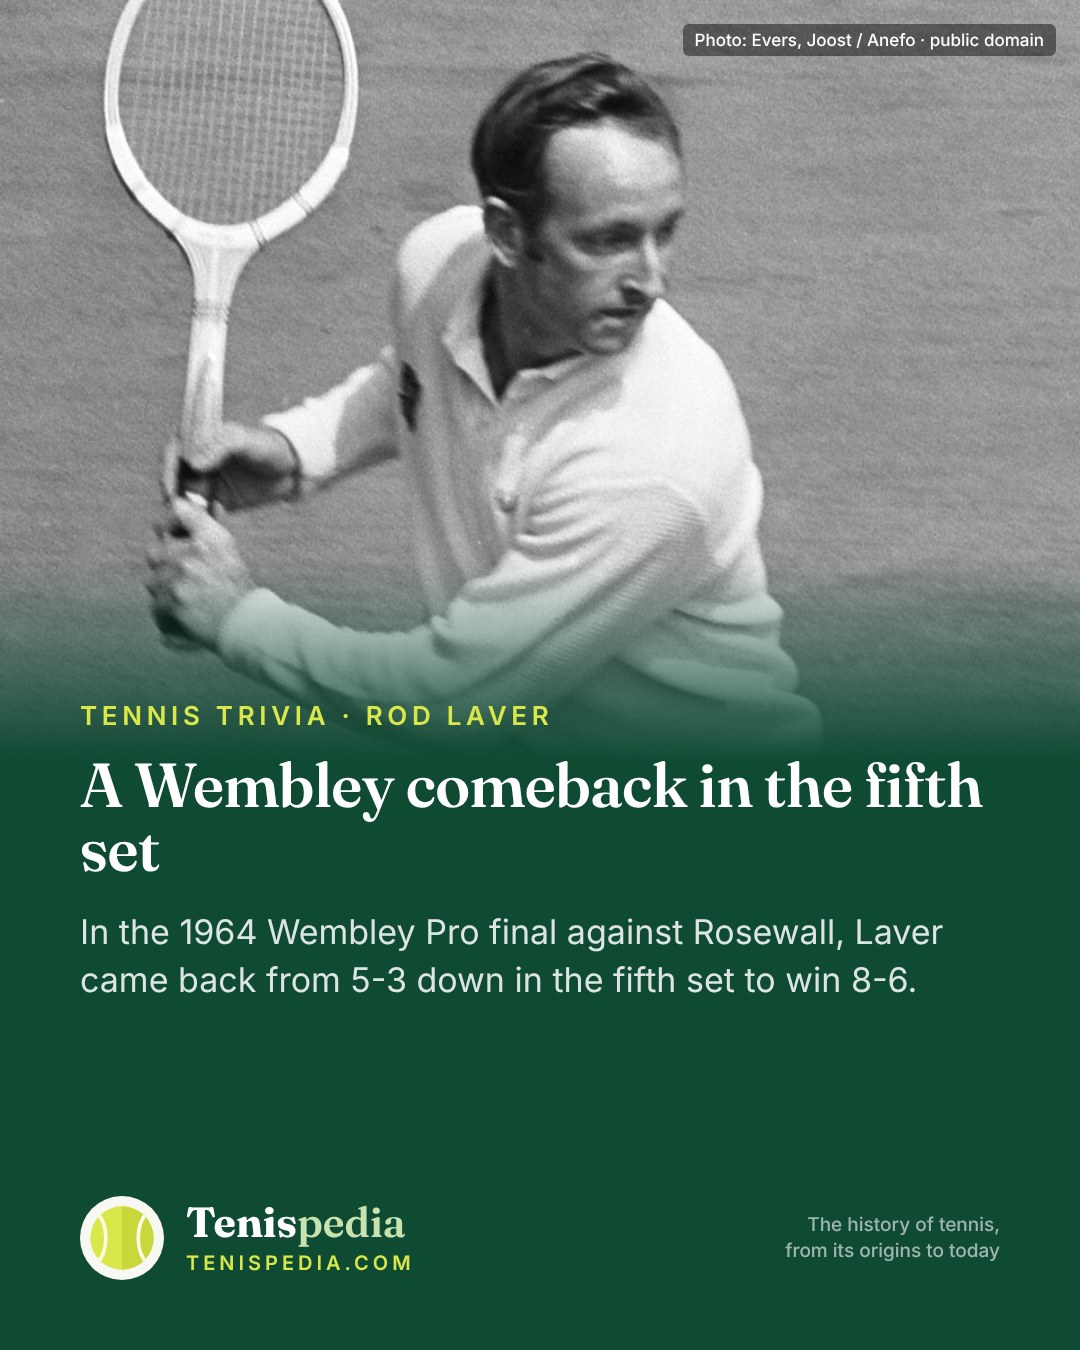 Photo: Evers, Joost / Anefo · public domain
TENNIS TRIVIA · ROD LAVER
A Wembley comeback in the fifth
set
In the 1964 Wembley Pro final against Rosewall, Laver
came back from 5-3 down in the fifth set to win 8-6.
Tenispedia
TENISPEDIA.COM
The history of tennis,
from its origins to today